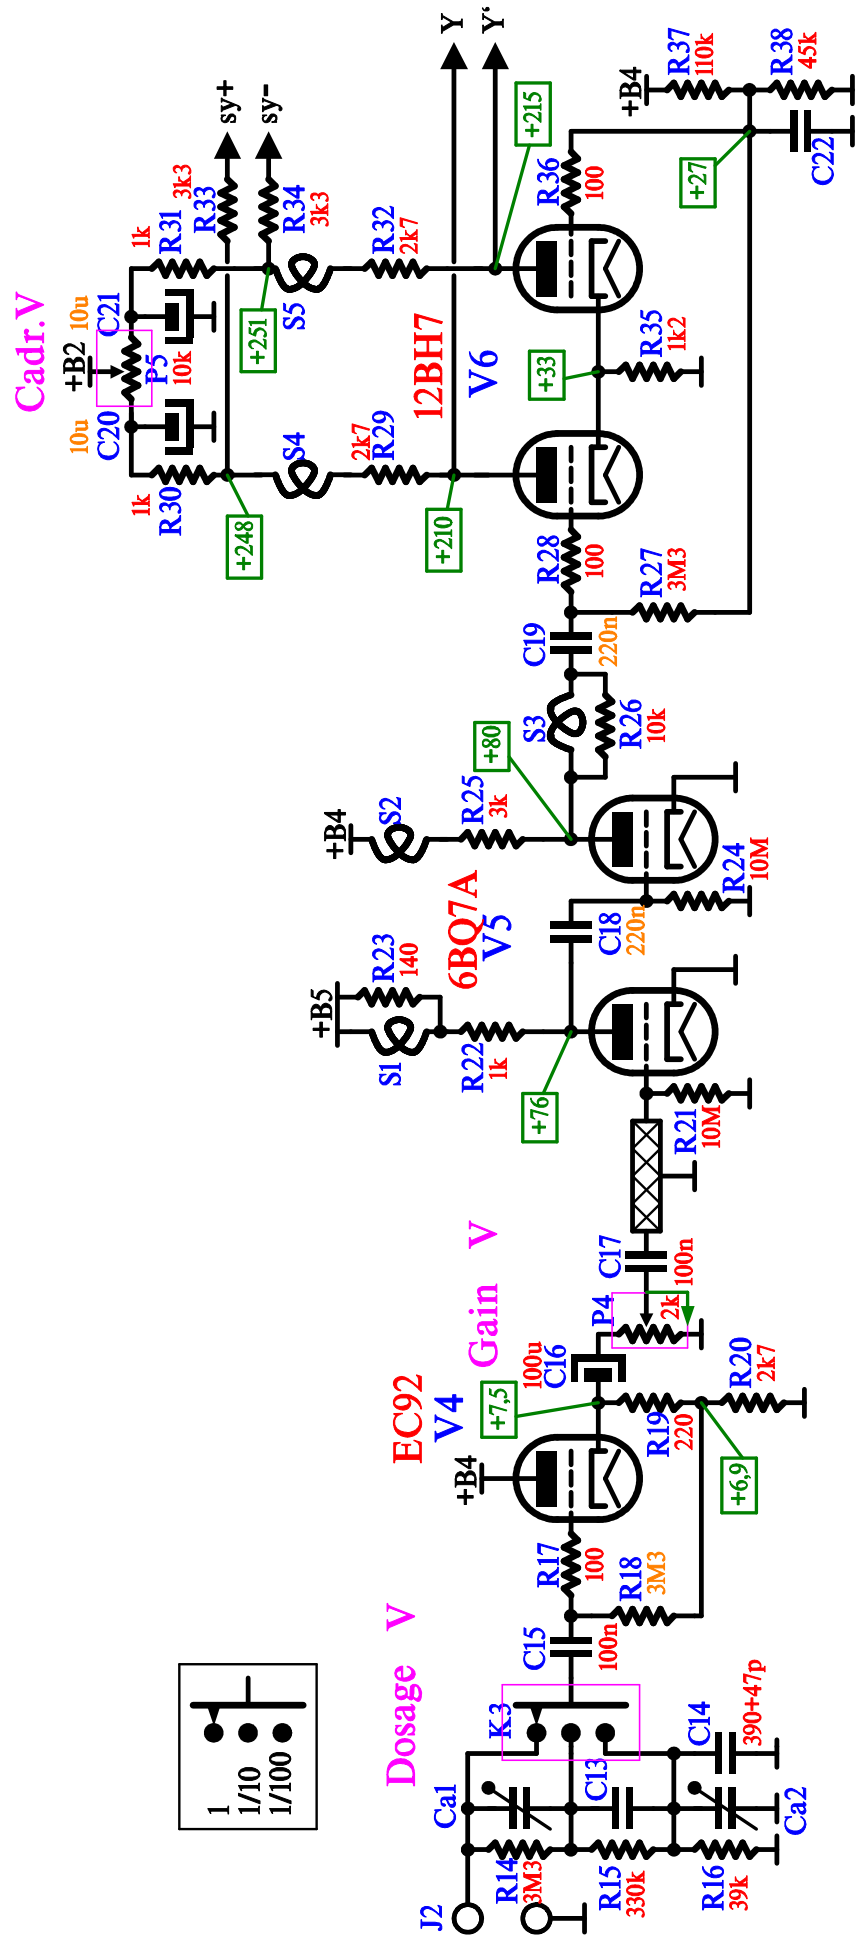 Cadr.V
+B2
10u
C20
P5
10k
10u
C21
1k
R30
1k
R31
R33
3k3
sy+
sy-
R34
3k3
+248
+251
S4
S5
2k7
R29
R32
2k7
+210
+215
Y
Y'
12BH7
V6
+33
R35
1k2
R36
100
+B4
R37
110k
R38
45k
+27
C22
R28
100
R27
3M3
C19
220n
S3
R26
10k
+80
+B4
S2
R25
3k
6BQ7A
V5
C18
220n
R24
10M
+B5
R23
140
S1
R22
1k
+76
R21
10M
C17
100n
Gain V
P4
2k
100u
C16
EC92
V4
+7,5
+B4
R19
220
R20
2k7
+6,9
R17
100
R18
3M3
C15
100n
Dosage V
K3
1
1/10
1/100
Ca1
C13
C14
390+47p
Ca2
J2
R14
3M3
R15
330k
R16
39k